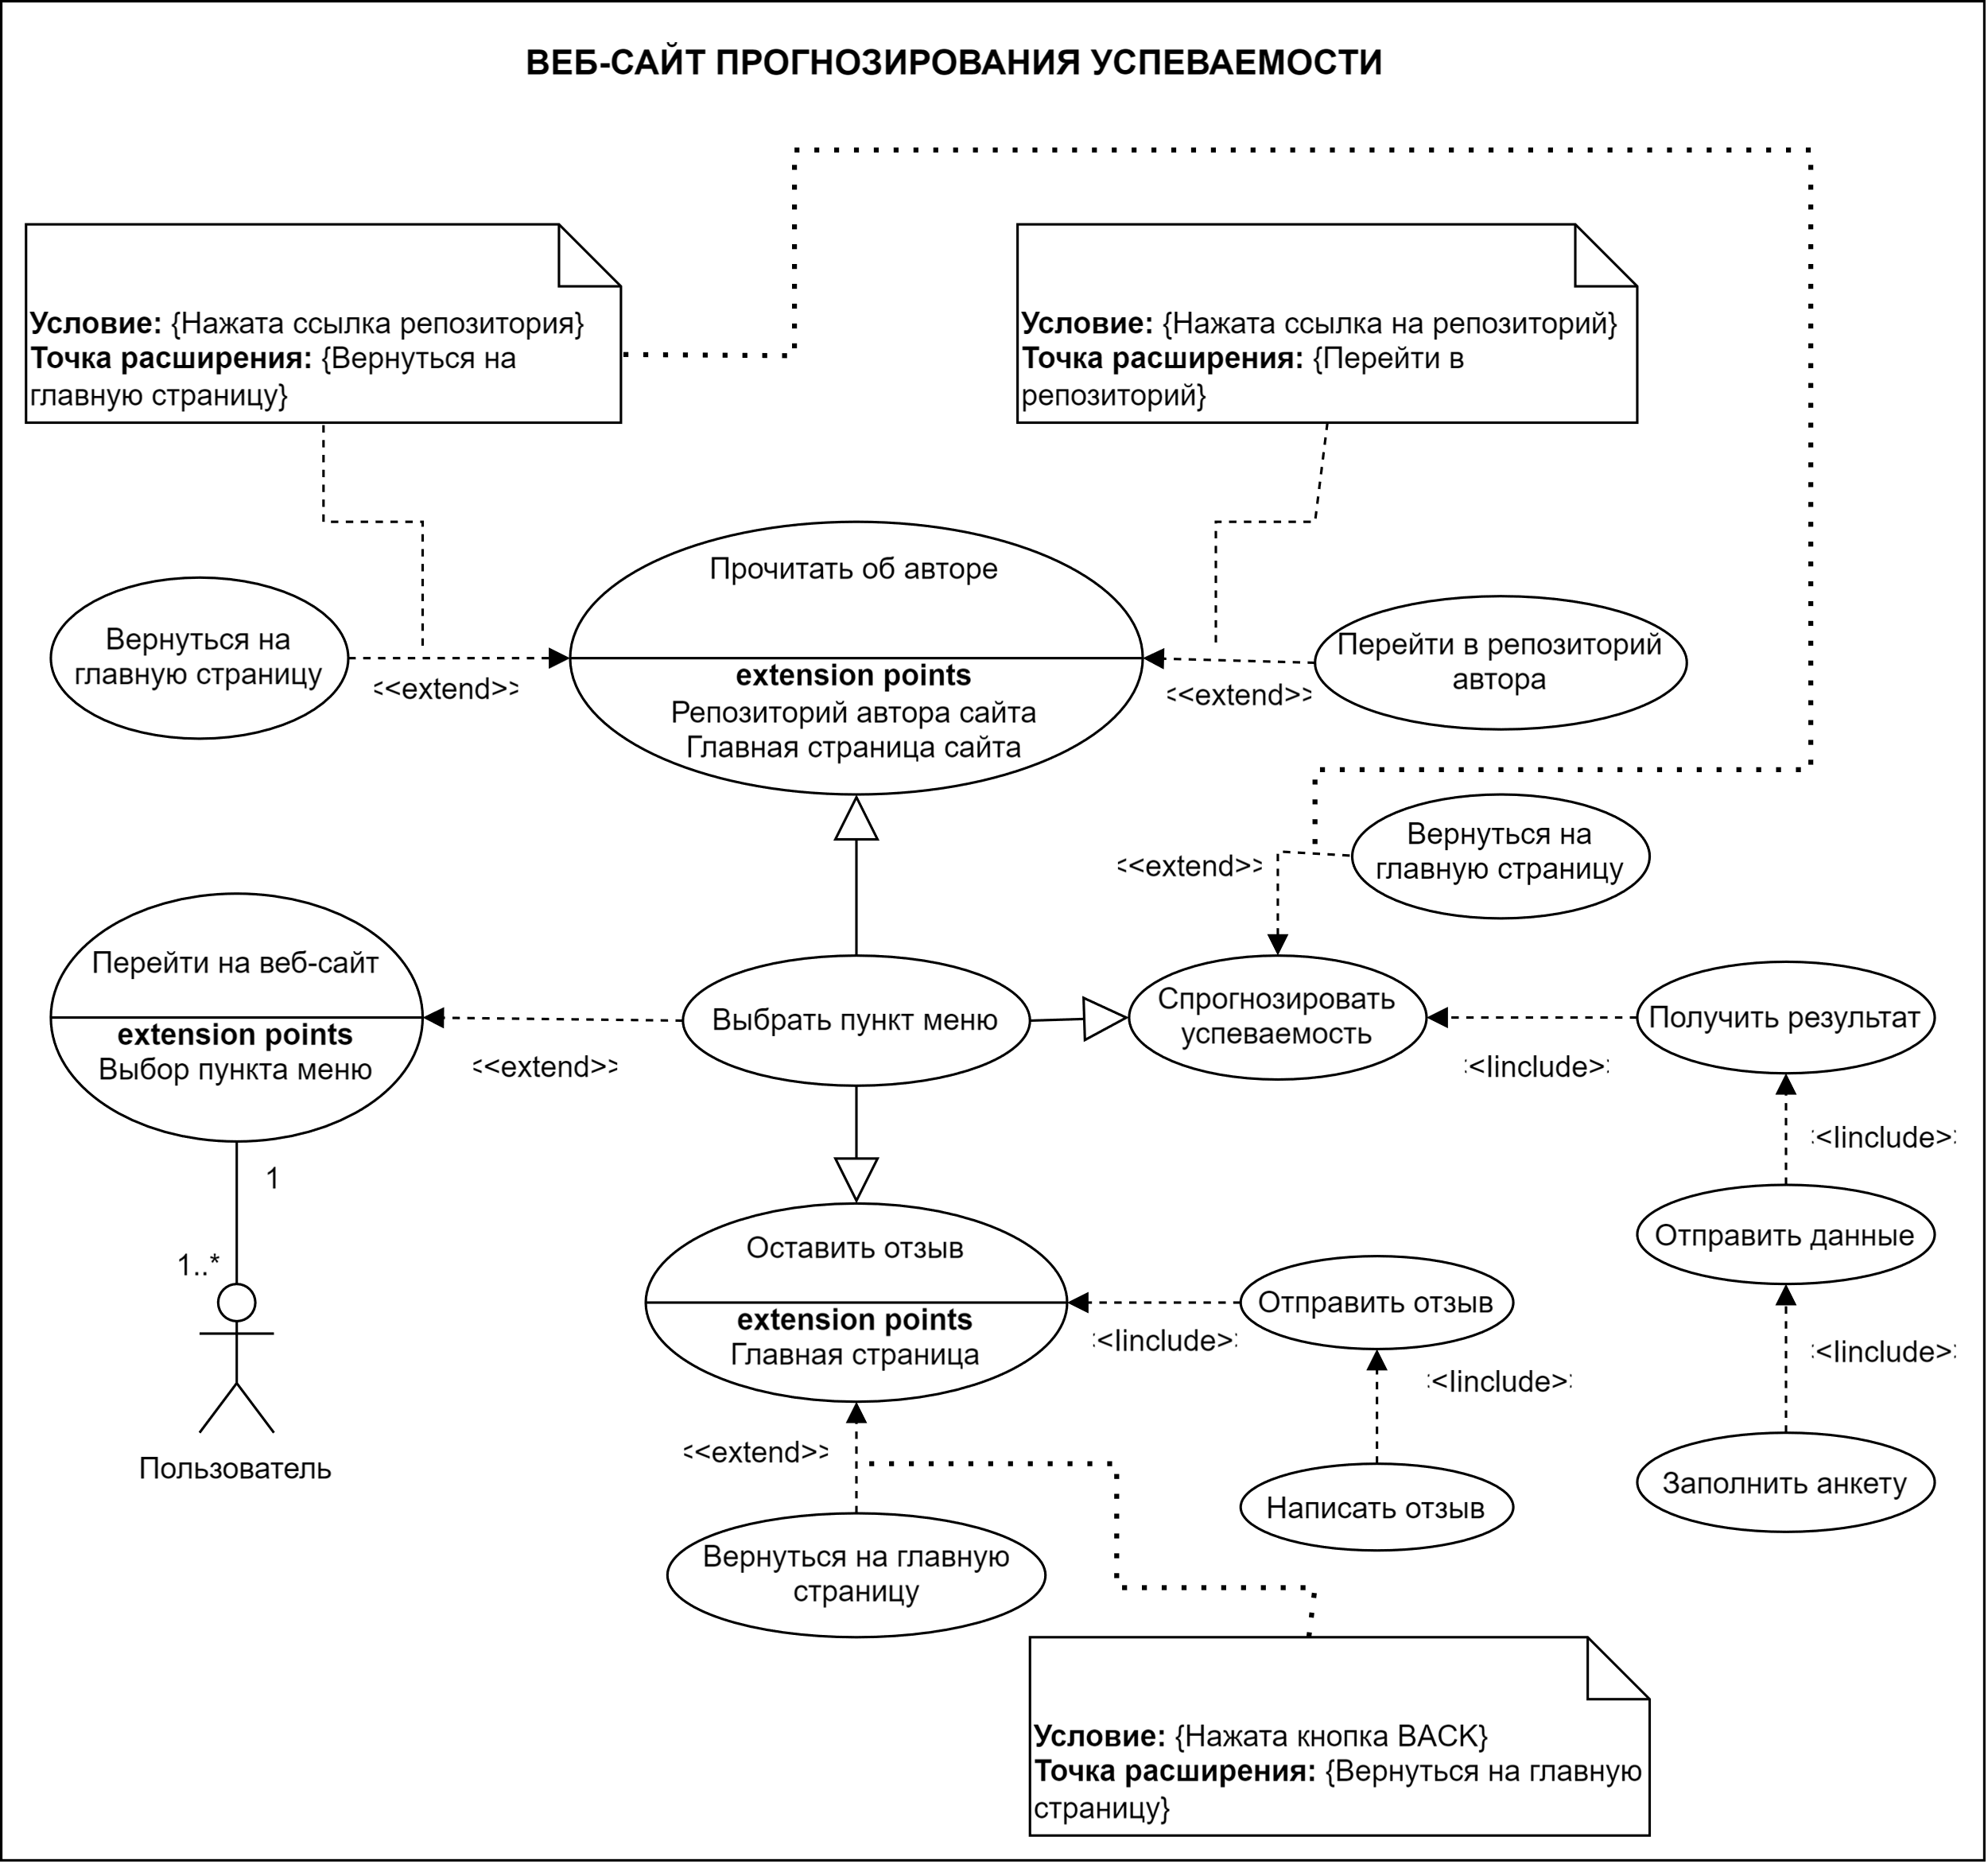 ВЕБ-САЙТ ПРОГНОЗИРОВАНИЯ УСПЕВАЕМОСТИ
Условие: {Нажата ссылка репозитория}
Точка расширения: {Вернуться на
главную страницу}
Условие: {Нажата ссылка на репозиторий}
Точка расширения: {Перейти в
репозиторий}
Прочитать об авторе
extension points
Репозиторий автора сайта
Главная страница сайта
Вернуться на
главную страницу
<<extend>>
Перейти в репозиторий
автора
<<extend>>
Вернуться на
главную страницу
<<extend>>
Перейти на веб-сайт
extension points
Выбор пункта меню
<<extend>>
Выбрать пункт меню
Спрогнозировать
успеваемость
Получить результат
<<Iinclude>>
<<Iinclude>>
1
1..*
Пользователь
Оставить отзыв
extension points
Главная страница
Отправить отзыв
<<Iinclude>>
Отправить данные
<<Iinclude>>
<<Iinclude>>
<<extend>>
Написать отзыв
Заполнить анкету
Вернуться на главную
страницу
Условие: {Нажата кнопка BACK}
Точка расширения: {Вернуться на главную
страницу}